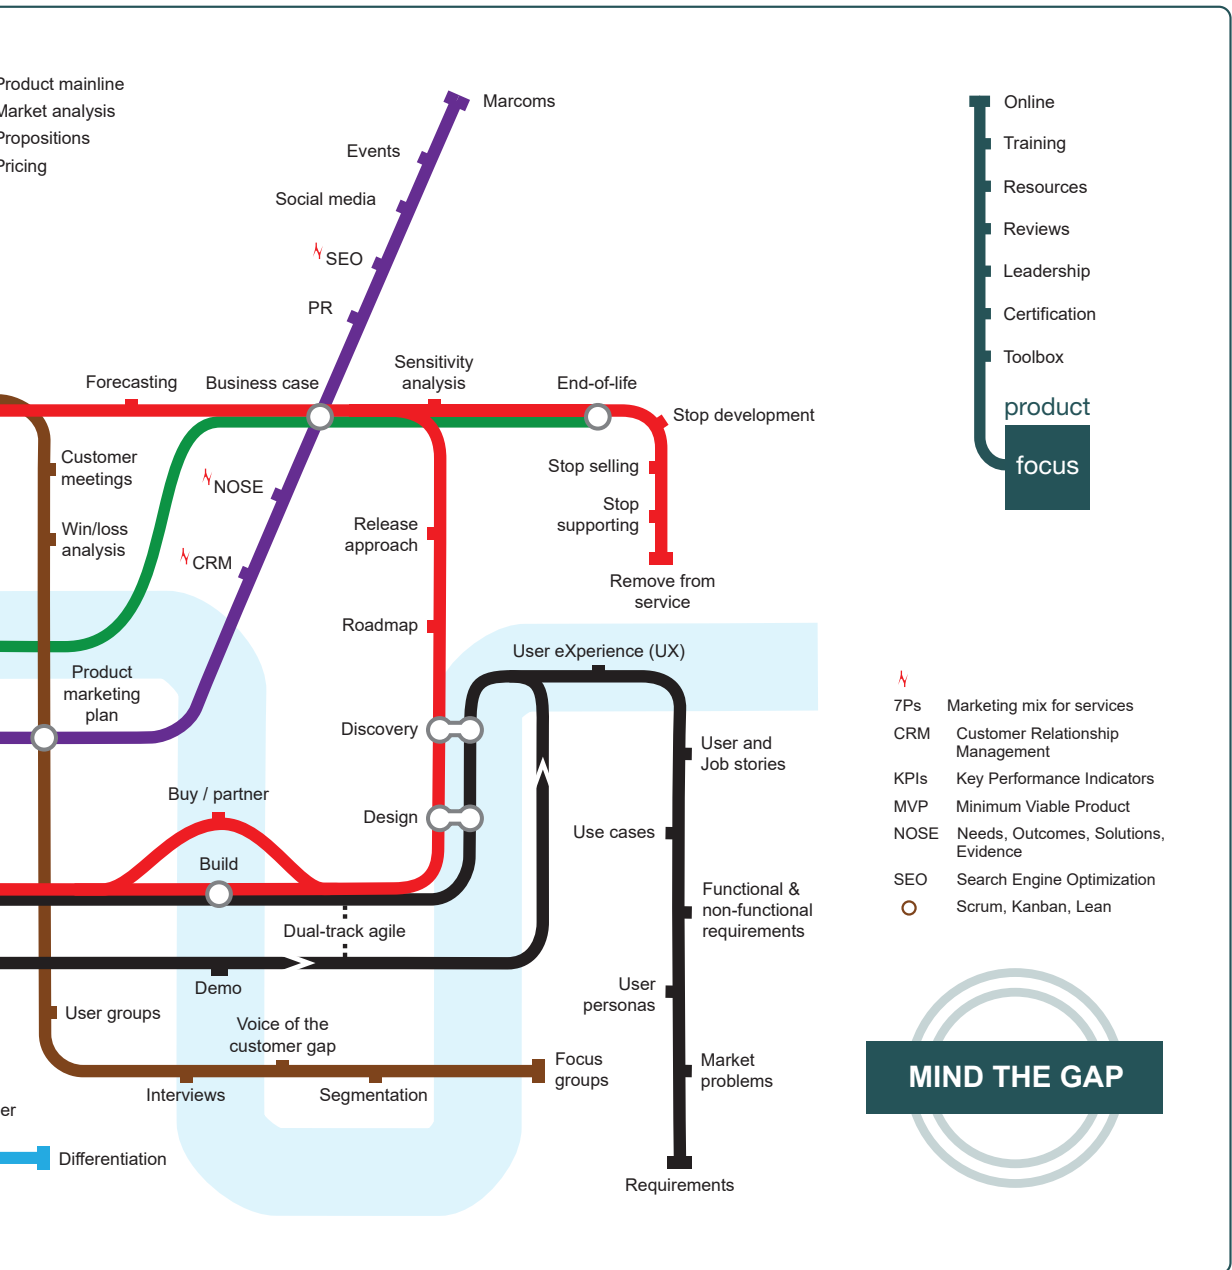 Product mainline
Market analysis
Propositions
Pricing
Marcoms
Events
Social media
SEO
PR
Forecasting
Business case
Sensitivity
analysis
End-of-life
Stop development
Stop selling
Stop
supporting
Remove from
service
Customer
meetings
Win/loss
analysis
NOSE
CRM
Release
approach
Roadmap
Product
marketing
plan
User eXperience (UX)
Discovery
Design
Buy / partner
Build
Dual-track agile
Demo
User groups
Voice of the
customer gap
Interviews
Segmentation
Focus
groups
er
Differentiation
User and
Job stories
Use cases
Functional &
non-functional
requirements
User
personas
Market
problems
Requirements
Online
Training
Resources
Reviews
Leadership
Certification
Toolbox
product
focus
7Ps Marketing mix for services
CRM Customer Relationship
Management
KPIs Key Performance Indicators
MVP Minimum Viable Product
NOSE Needs, Outcomes, Solutions,
Evidence
SEO Search Engine Optimization
Scrum, Kanban, Lean
MIND THE GAP